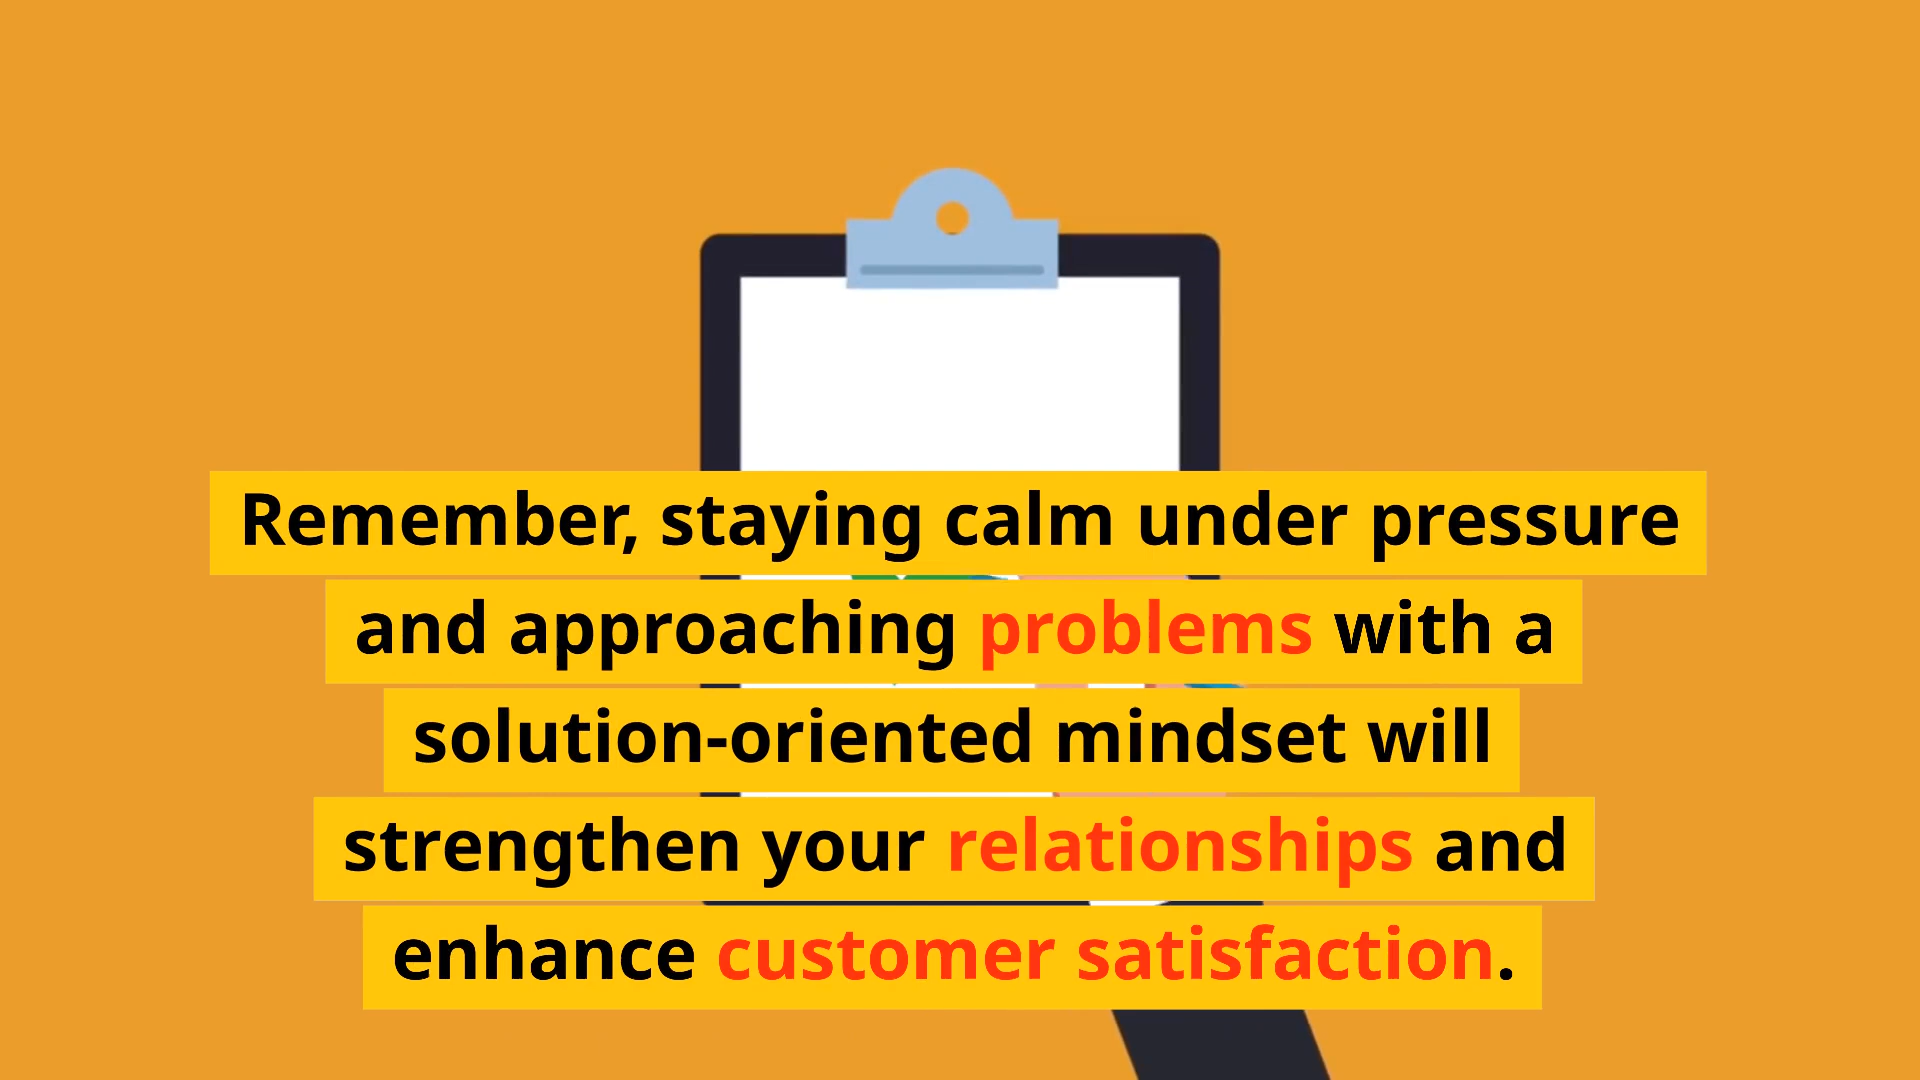 Remember, staying calm under pressure
and approaching problems with a
solution-oriented mindset will
strengthen your relationships and
enhance customer satisfaction.